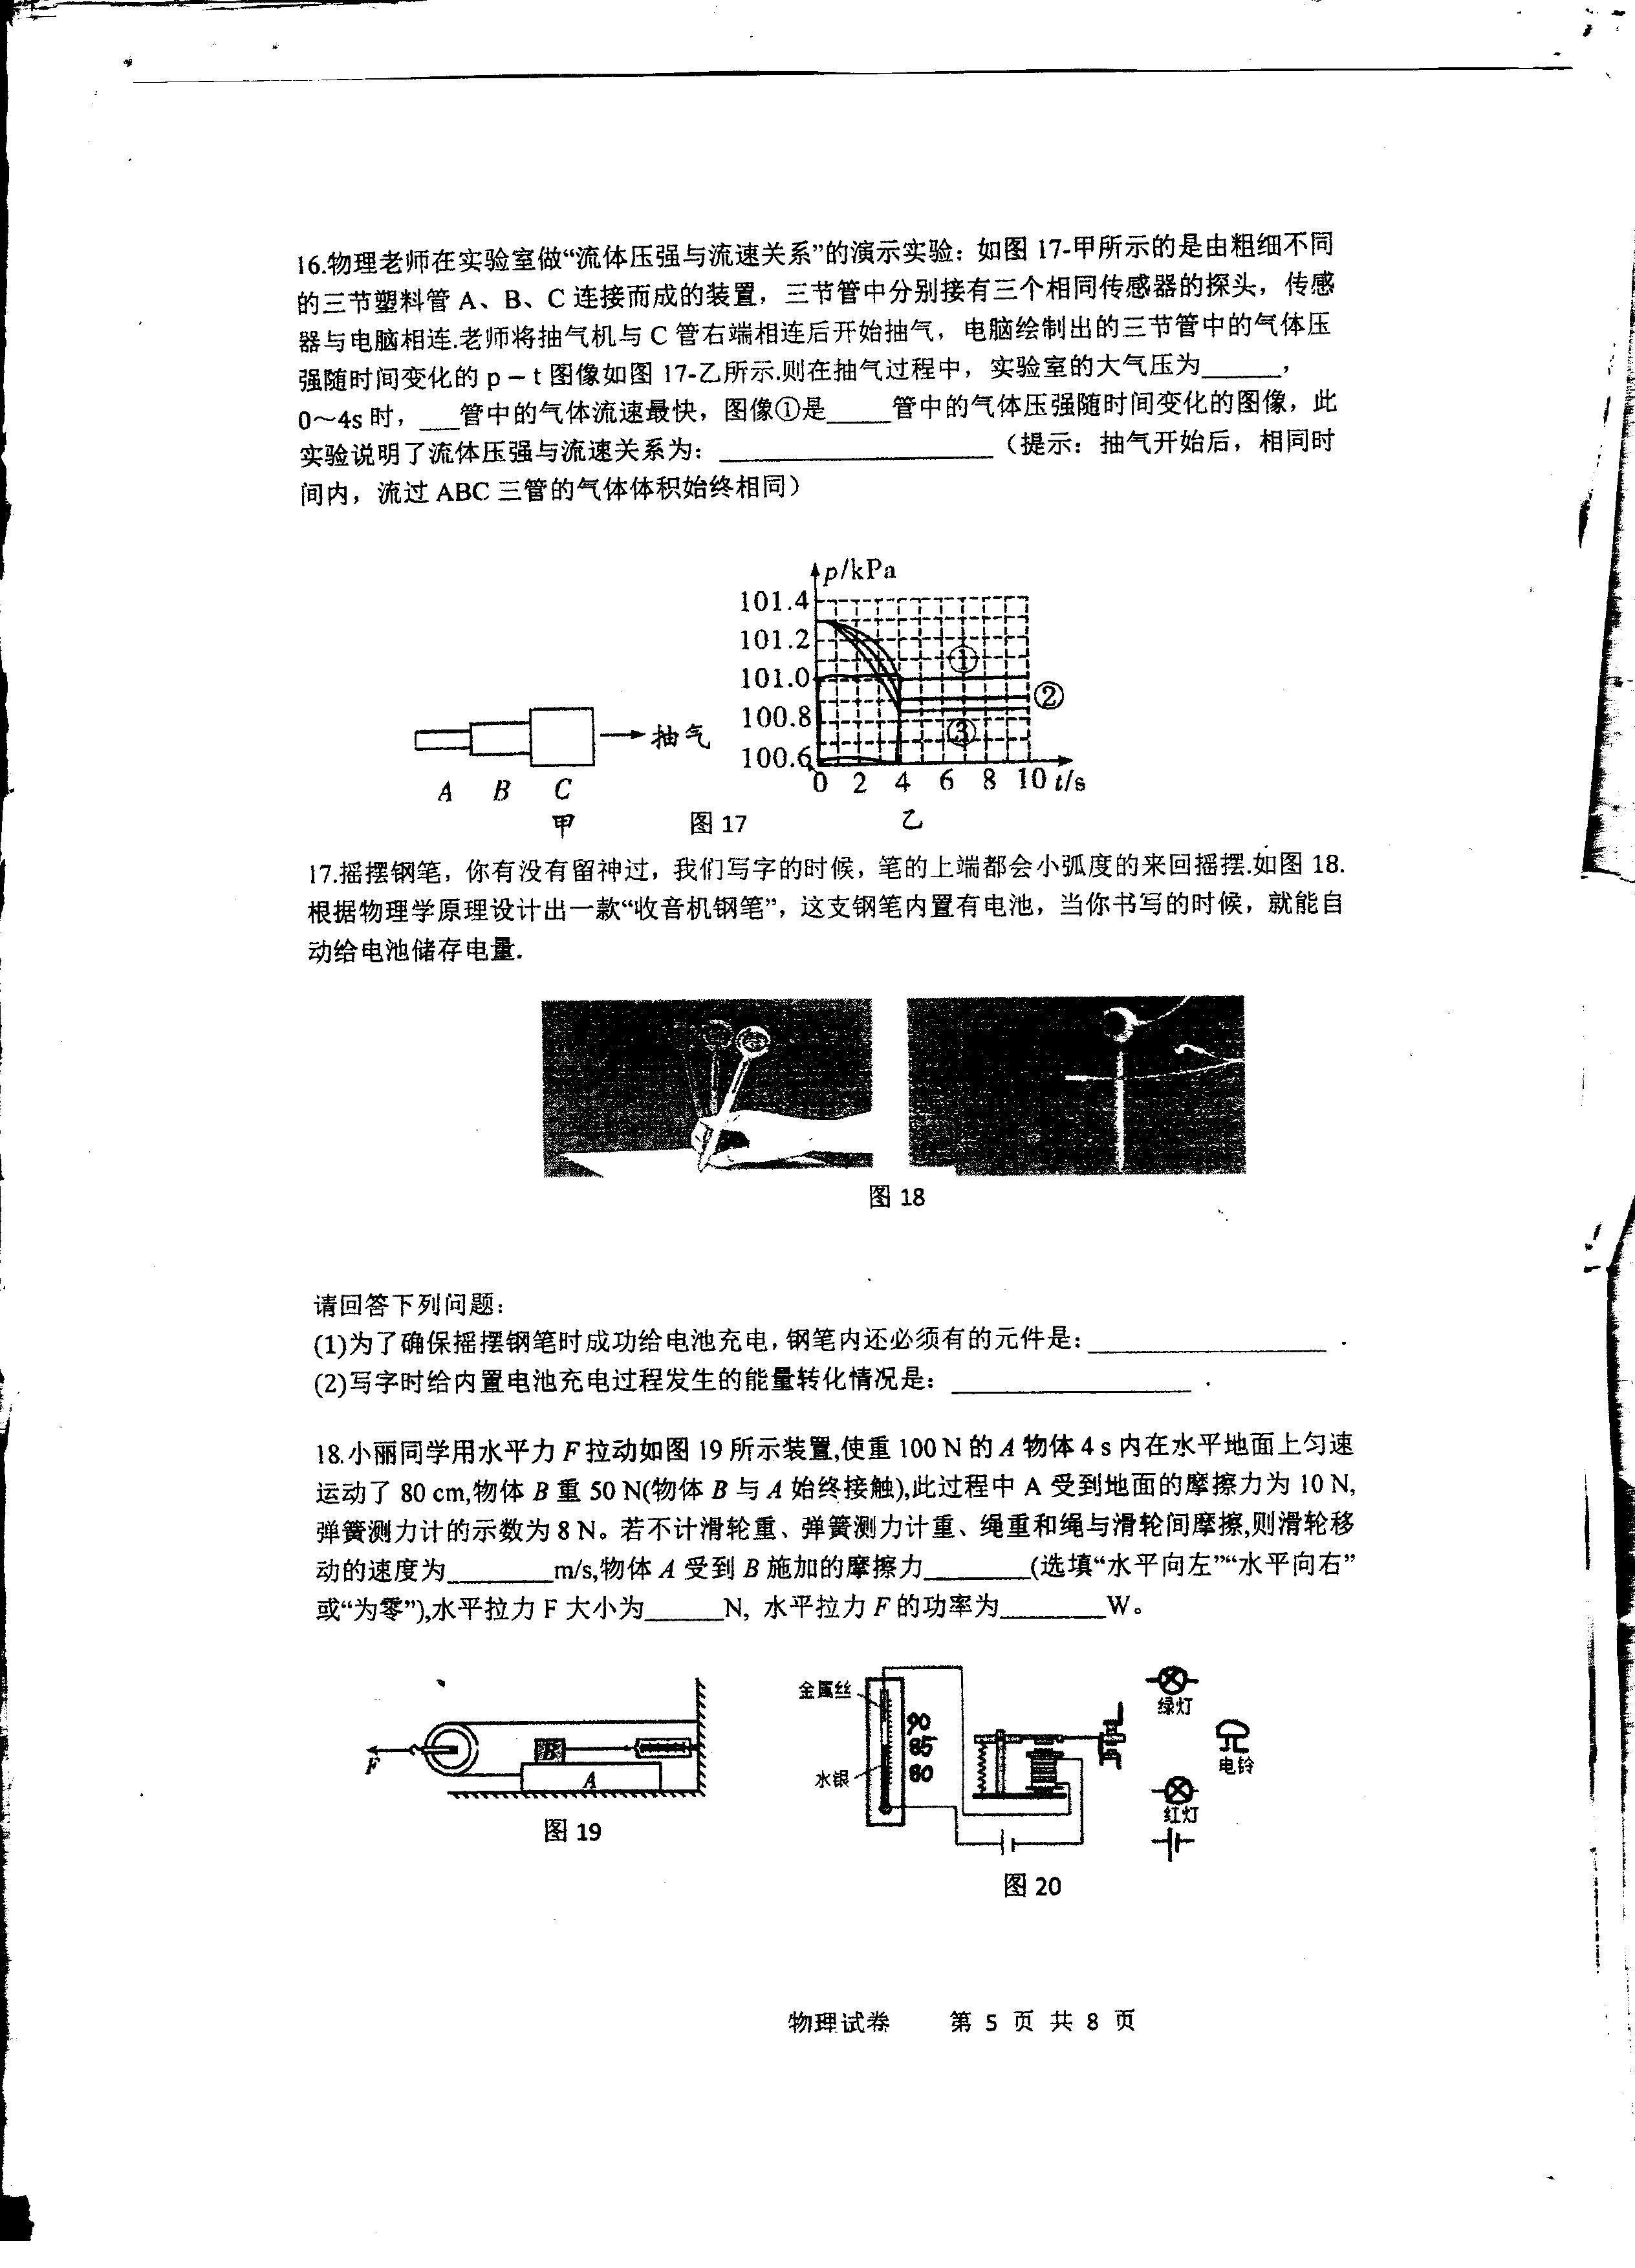 16.物理老师在实验室做“流体压强与流速关系”的演示实验：如图 17-甲所示的是由粗细不同
的三节塑料管 A、B、C 连接而成的装置，三节管中分别接有三个相同传感器的探头，传感
器与电脑相连.老师将抽气机与 C 管右端相连后开始抽气，电脑绘制出的三节管中的气体压
强随时间变化的 p－t 图像如图 17-乙所示.则在抽气过程中，实验室的大气压为______，
0～4s 时，___管中的气体流速最快，图像①是_____管中的气体压强随时间变化的图像，此
实验说明了流体压强与流速关系为：_____________________（提示：抽气开始后，相同时
间内，流过 ABC 三管的气体体积始终相同）
p/kPa
101.4
101.2
101.0
100.8
100.6
①
②
③
0 2 4 6 8 10 t/s
抽气
A B C
甲
图 17
乙
17.摇摆钢笔，你有没有留神过，我们写字的时候，笔的上端都会小弧度的来回摇摆.如图 18.
根据物理学原理设计出一款“收音机钢笔”，这支钢笔内置有电池，当你书写的时候，就能自
动给电池储存电量.
图 18
请回答下列问题：
(1)为了确保摇摆钢笔时成功给电池充电，钢笔内还必须有的元件是：__________________．
(2)写字时给内置电池充电过程发生的能量转化情况是：__________________．
18.小丽同学用水平力 F 拉动如图 19 所示装置,使重 100 N 的 A 物体 4 s 内在水平地面上匀速
运动了 80 cm,物体 B 重 50 N(物体 B 与 A 始终接触),此过程中 A 受到地面的摩擦力为 10 N,
弹簧测力计的示数为 8 N。若不计滑轮重、弹簧测力计重、绳重和绳与滑轮间摩擦,则滑轮移
动的速度为________m/s,物体 A 受到 B 施加的摩擦力________(选填“水平向左”“水平向右”
或“为零”),水平拉力 F 大小为______N, 水平拉力 F 的功率为________W。
F
B
A
图 19
金属丝
水银
90
85
80
绿灯
电铃
红灯
图 20
物理试卷 第 5 页 共 8 页